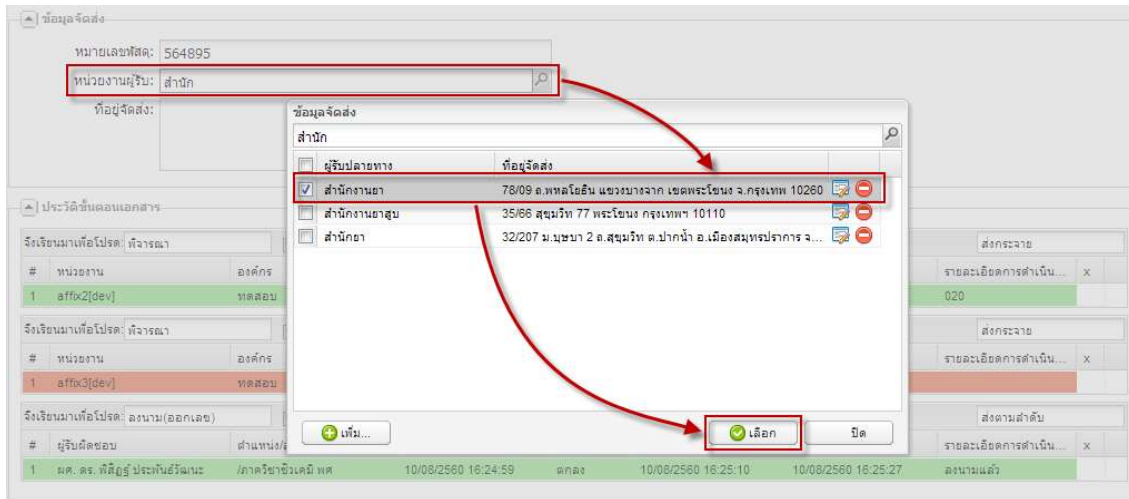 ข้อมูลจัดส่ง
หมายเลขพัสดุ: 564895
หน่วยงานผู้รับ: สำนัก
ที่อยู่จัดส่ง:
ข้อมูลจัดส่ง
สำนัก
ผู้รับปลายทาง ที่อยู่จัดส่ง
สำนักงานยา 78/09 ถ.พหลโยธิน แขวงบางจาก เขตพระโขนง จ.กรุงเทพ 10260
สำนักงานยาสูบ 35/66 สุขุมวิท 77 พระโขนง กรุงเทพฯ 10110
สำนักยา 32/207 ม.บุษบา 2 ถ.สุขุมวิท ต.ปากน้ำ อ.เมืองสมุทรปราการ จ...
เพิ่ม... เลือก ปิด
ประวัติขั้นตอนเอกสาร
จึงเรียนมาเพื่อโปรด: พิจารณา ส่งกระจาย
# หน่วยงาน องค์กร รายละเอียดการดำเนิน... x
1 affix2[dev] ทดสอบ 020
จึงเรียนมาเพื่อโปรด: พิจารณา ส่งกระจาย
# หน่วยงาน องค์กร รายละเอียดการดำเนิน... x
1 affix3[dev] ทดสอบ
จึงเรียนมาเพื่อโปรด: ลงนาม(ออกเลข) ส่งตามลำดับ
# ผู้รับผิดชอบ ตำแหน่ง/ รายละเอียดการดำเนิน... x
1 ผศ. ดร. พิสิฏฐ์ ประพันธ์วัฒนะ /ภาควิชาชีวเคมี พศ 10/08/2560 16:24:59 ตกลง 10/08/2560 16:25:10 10/08/2560 16:25:27 ลงนามแล้ว